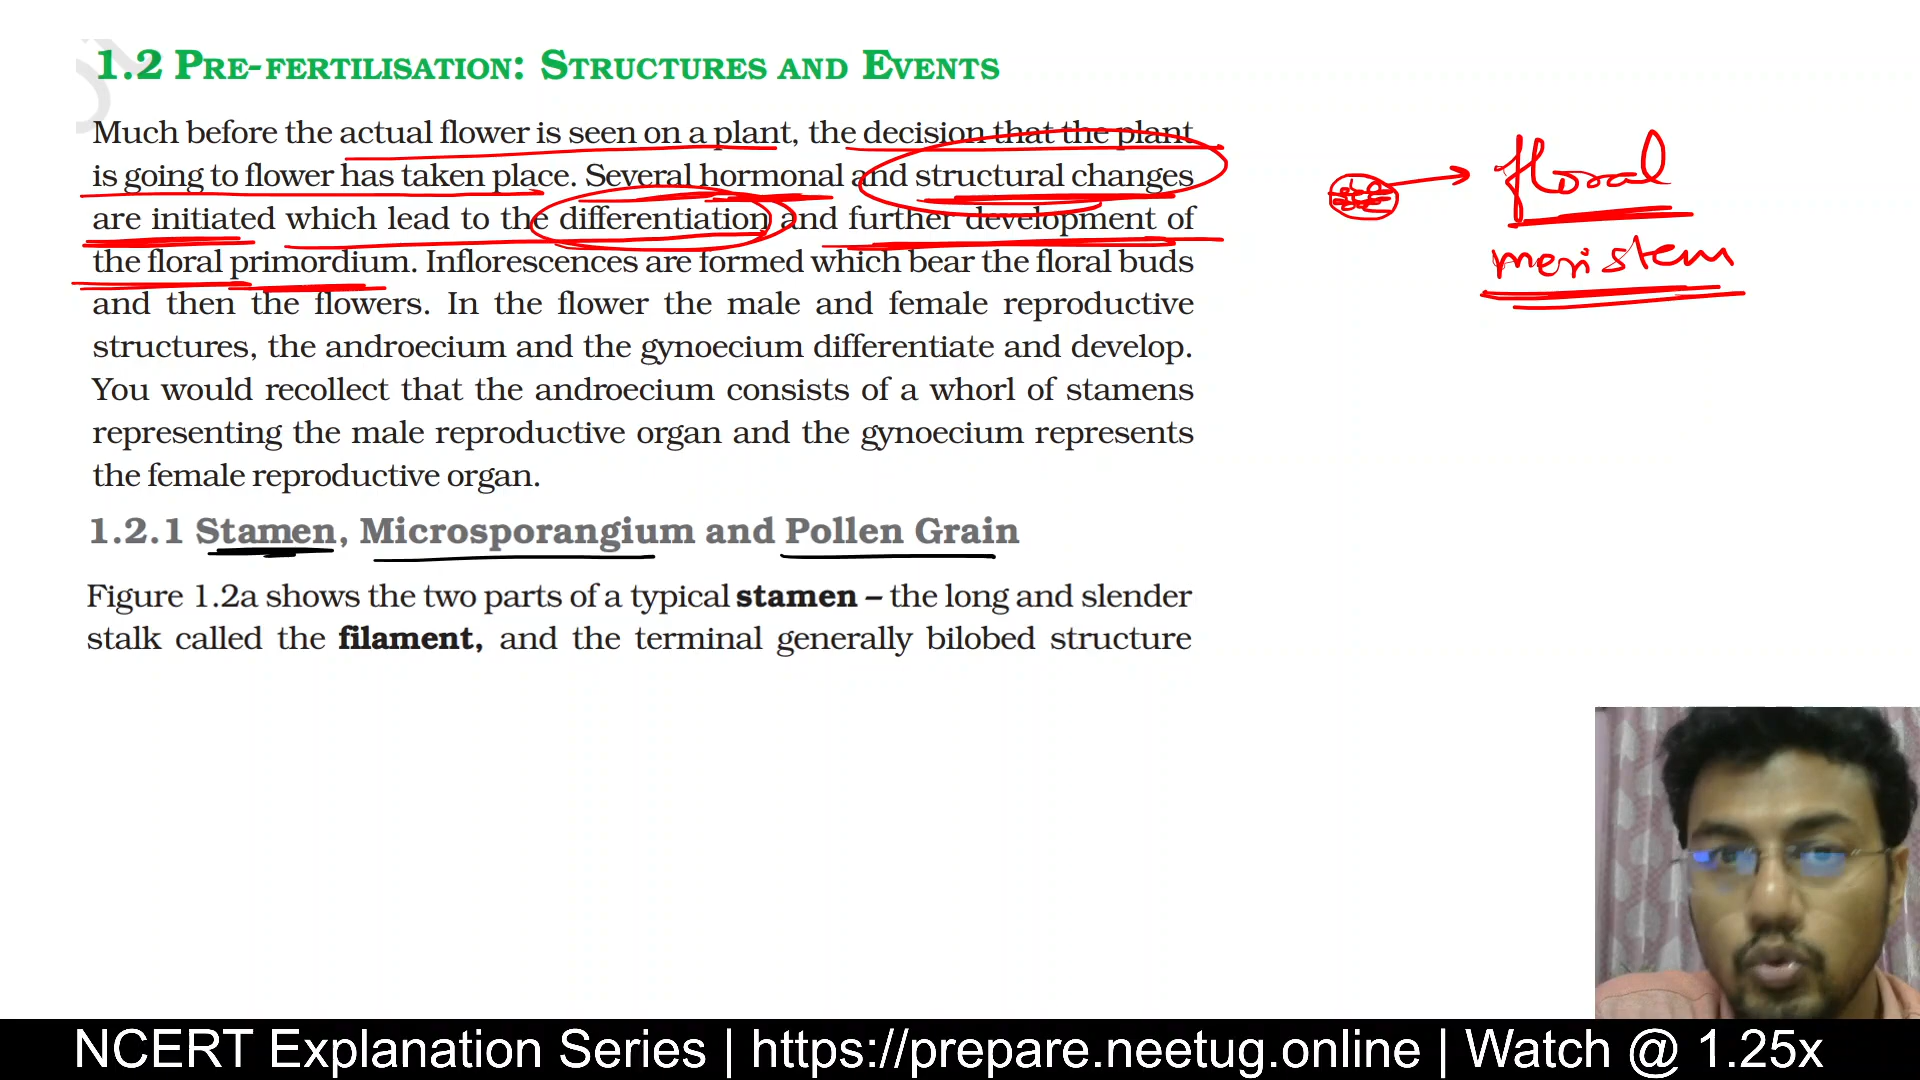 1.2 PRE-FERTILISATION: STRUCTURES AND EVENTS
Much before the actual flower is seen on a plant, the decision that the plant
is going to flower has taken place. Several hormonal and structural changes
are initiated which lead to the differentiation and further development of
the floral primordium. Inflorescences are formed which bear the floral buds
and then the flowers. In the flower the male and female reproductive
structures, the androecium and the gynoecium differentiate and develop.
You would recollect that the androecium consists of a whorl of stamens
representing the male reproductive organ and the gynoecium represents
the female reproductive organ.
floral
meristem
1.2.1 Stamen, Microsporangium and Pollen Grain
Figure 1.2a shows the two parts of a typical stamen – the long and slender
stalk called the filament, and the terminal generally bilobed structure
NCERT Explanation Series | https://prepare.neetug.online | Watch @ 1.25x